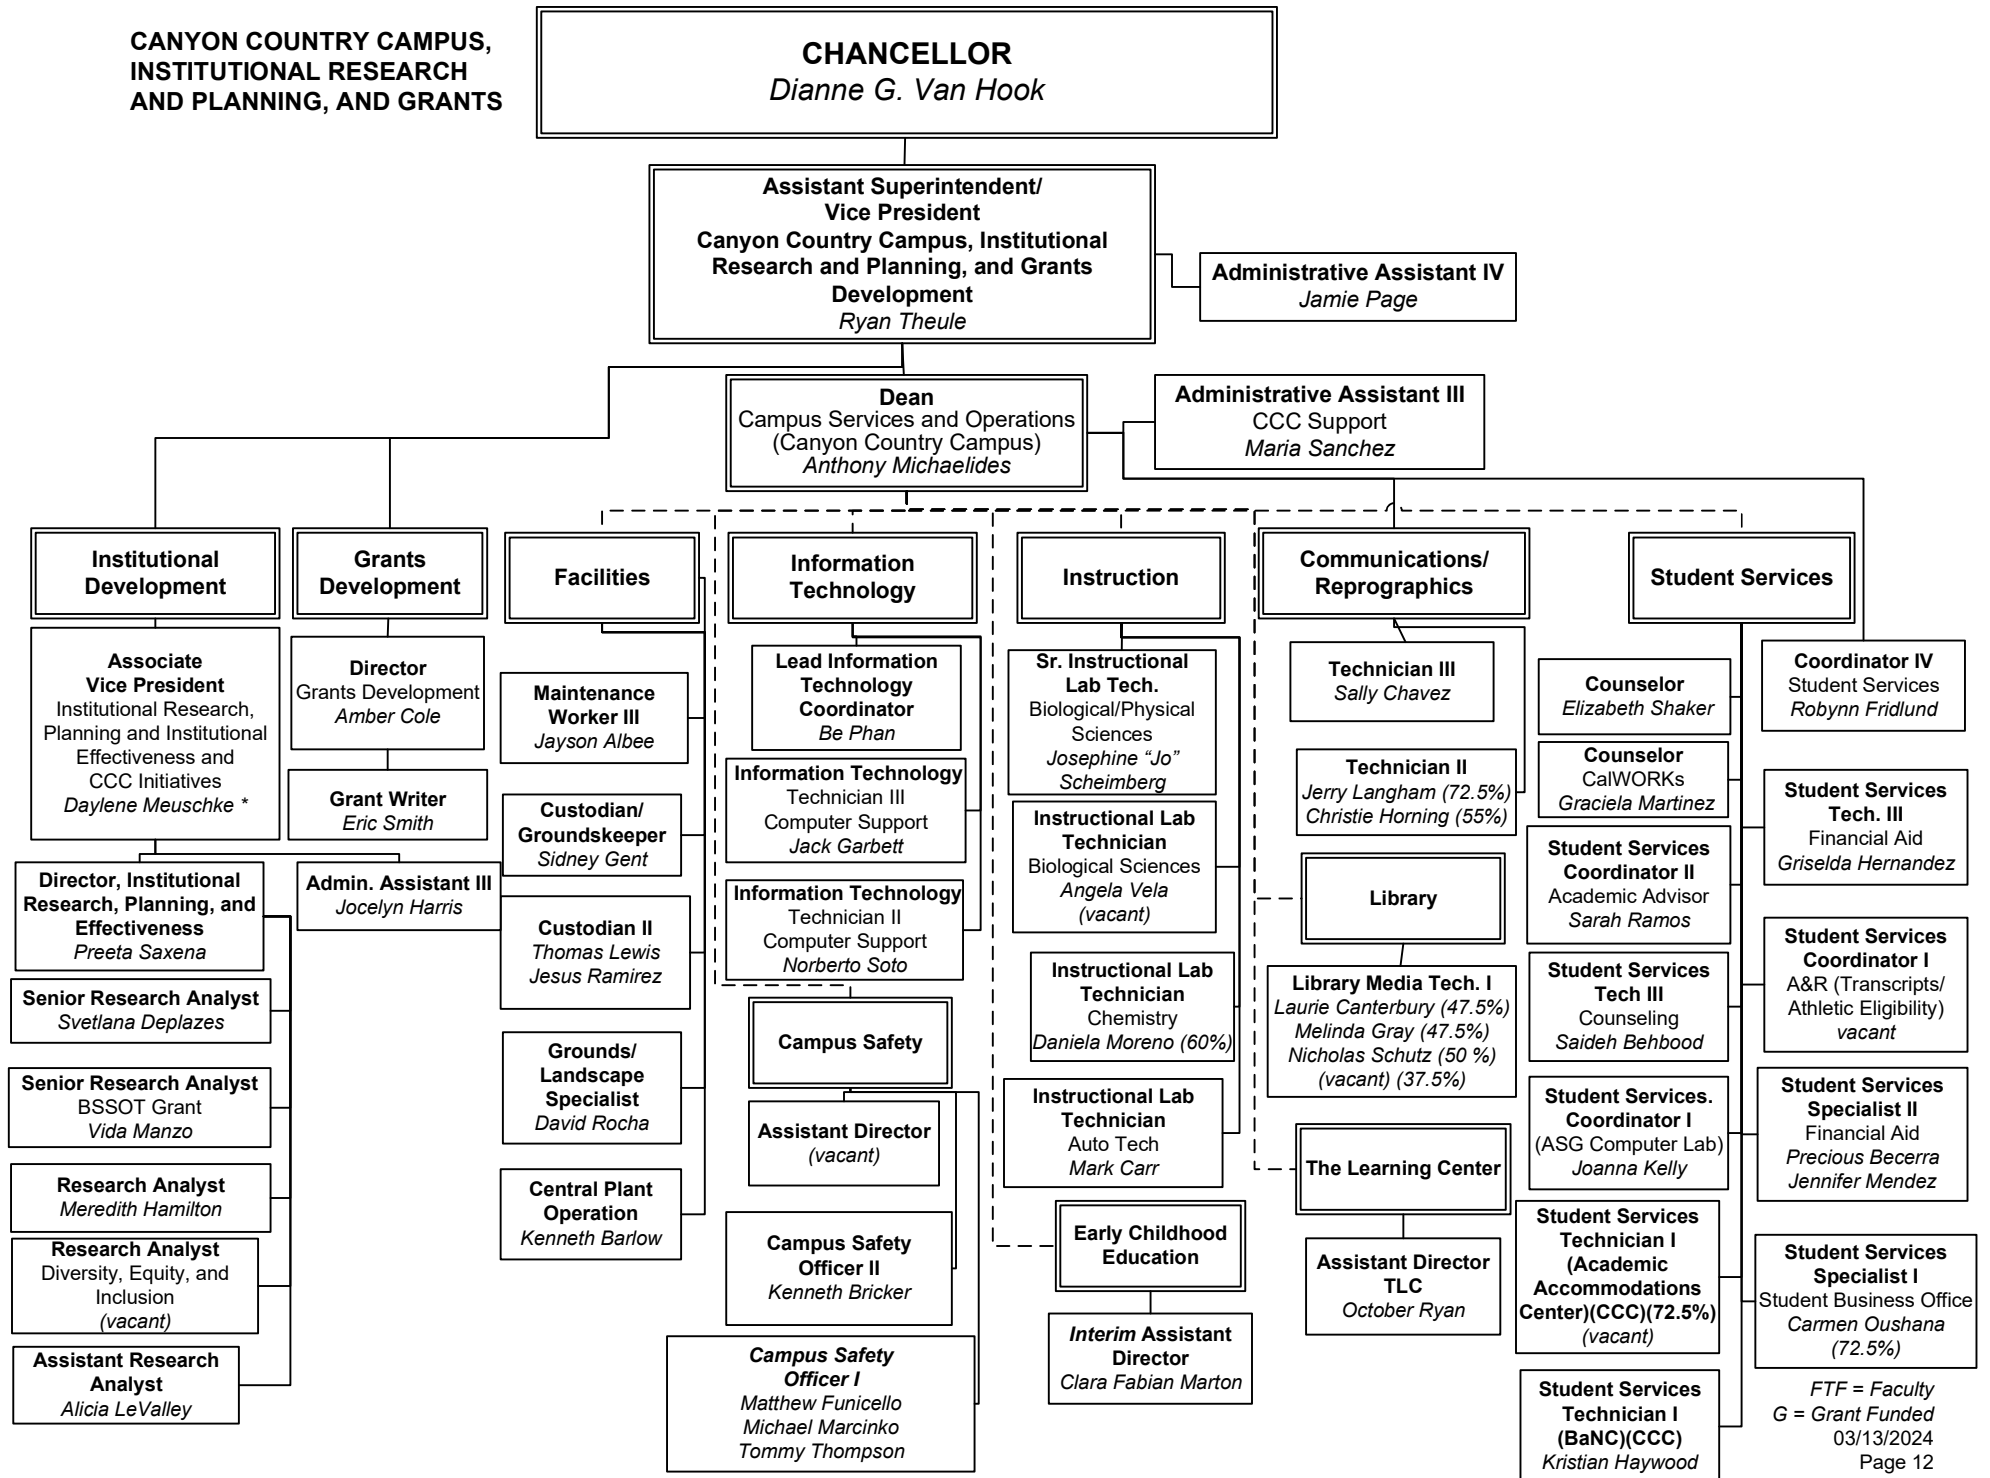 CANYON COUNTRY CAMPUS,
INSTITUTIONAL RESEARCH
AND PLANNING, AND GRANTS
CHANCELLOR
Dianne G. Van Hook
Assistant Superintendent/
Vice President
Canyon Country Campus, Institutional
Research and Planning, and Grants
Development
Ryan Theule
Administrative Assistant IV
Jamie Page
Dean
Campus Services and Operations
(Canyon Country Campus)
Anthony Michaelides
Administrative Assistant III
CCC Support
Maria Sanchez
Institutional
Development
Associate
Vice President
Institutional Research,
Planning and Institutional
Effectiveness and
CCC Initiatives
Daylene Meuschke *
Director, Institutional
Research, Planning, and
Effectiveness
Preeta Saxena
Senior Research Analyst
Svetlana Deplazes
Senior Research Analyst
BSSOT Grant
Vida Manzo
Research Analyst
Meredith Hamilton
Research Analyst
Diversity, Equity, and
Inclusion
(vacant)
Assistant Research
Analyst
Alicia LeValley
Grants
Development
Director
Grants Development
Amber Cole
Grant Writer
Eric Smith
Admin. Assistant III
Jocelyn Harris
Facilities
Maintenance
Worker III
Jayson Albee
Custodian/
Groundskeeper
Sidney Gent
Custodian II
Thomas Lewis
Jesus Ramirez
Grounds/
Landscape
Specialist
David Rocha
Central Plant
Operation
Kenneth Barlow
Information
Technology
Lead Information
Technology
Coordinator
Be Phan
Information Technology
Technician III
Computer Support
Jack Garbett
Information Technology
Technician II
Computer Support
Norberto Soto
Campus Safety
Assistant Director
(vacant)
Campus Safety
Officer II
Kenneth Bricker
Campus Safety
Officer I
Matthew Funicello
Michael Marcinko
Tommy Thompson
Instruction
Sr. Instructional
Lab Tech.
Biological/Physical
Sciences
Josephine “Jo”
Scheimberg
Instructional Lab
Technician
Biological Sciences
Angela Vela
(vacant)
Instructional Lab
Technician
Chemistry
Daniela Moreno (60%)
Instructional Lab
Technician
Auto Tech
Mark Carr
Early Childhood
Education
Interim Assistant
Director
Clara Fabian Marton
Communications/
Reprographics
Technician III
Sally Chavez
Technician II
Jerry Langham (72.5%)
Christie Horning (55%)
Library
Library Media Tech. I
Laurie Canterbury (47.5%)
Melinda Gray (47.5%)
Nicholas Schutz (50 %)
(vacant) (37.5%)
The Learning Center
Assistant Director
TLC
October Ryan
Student Services
Counselor
Elizabeth Shaker
Counselor
CalWORKs
Graciela Martinez
Student Services
Coordinator II
Academic Advisor
Sarah Ramos
Student Services
Tech III
Counseling
Saideh Behbood
Student Services.
Coordinator I
(ASG Computer Lab)
Joanna Kelly
Student Services
Technician I
(Academic
Accommodations
Center)(CCC)(72.5%)
(vacant)
Student Services
Technician I
(BaNC)(CCC)
Kristian Haywood
Coordinator IV
Student Services
Robynn Fridlund
Student Services
Tech. III
Financial Aid
Griselda Hernandez
Student Services
Coordinator I
A&R (Transcripts/
Athletic Eligibility)
vacant
Student Services
Specialist II
Financial Aid
Precious Becerra
Jennifer Mendez
Student Services
Specialist I
Student Business Office
Carmen Oushana
(72.5%)
FTF = Faculty
G = Grant Funded
03/13/2024
Page 12